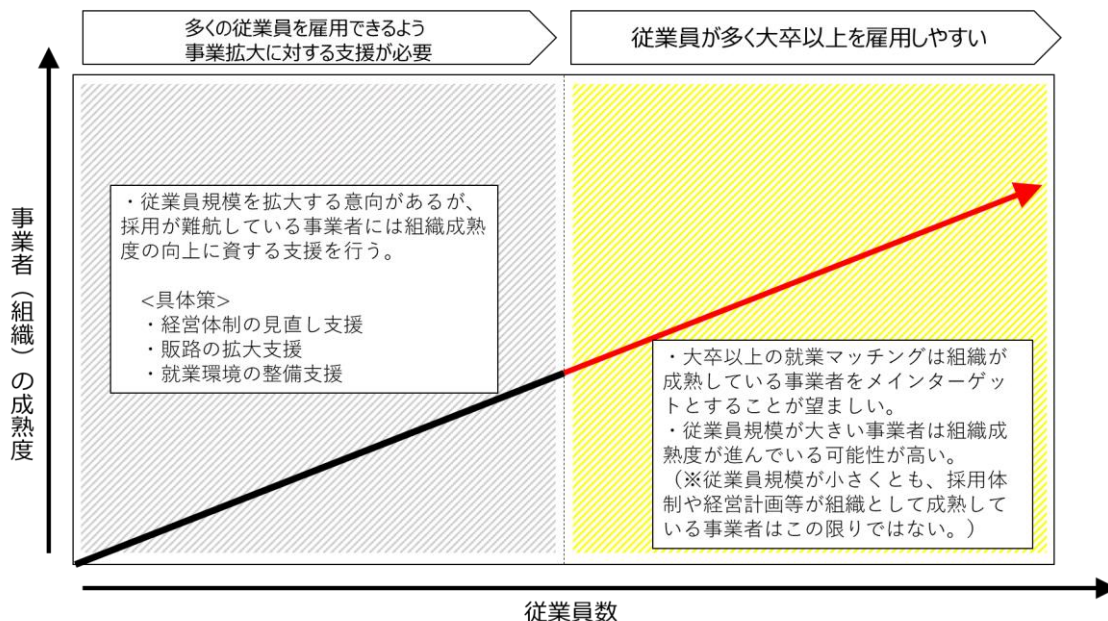 多くの従業員を雇用できるよう
事業拡大に対する支援が必要
従業員が多く大卒以上を雇用しやすい
事業者（組織）の成熟度
・従業員規模を拡大する意向があるが、
採用が難航している事業者には組織成熟
度の向上に資する支援を行う。
<具体策>
・経営体制の見直し支援
・販路の拡大支援
・就業環境の整備支援
・大卒以上の就業マッチングは組織が
成熟している事業者をメインターゲッ
トとすることが望ましい。
・従業員規模が大きい事業者は組織成
熟度が進んでいる可能性が高い。
（※従業員規模が小さくとも、採用体
制や経営計画等が組織として成熟して
いる事業者はこの限りではない。）
従業員数